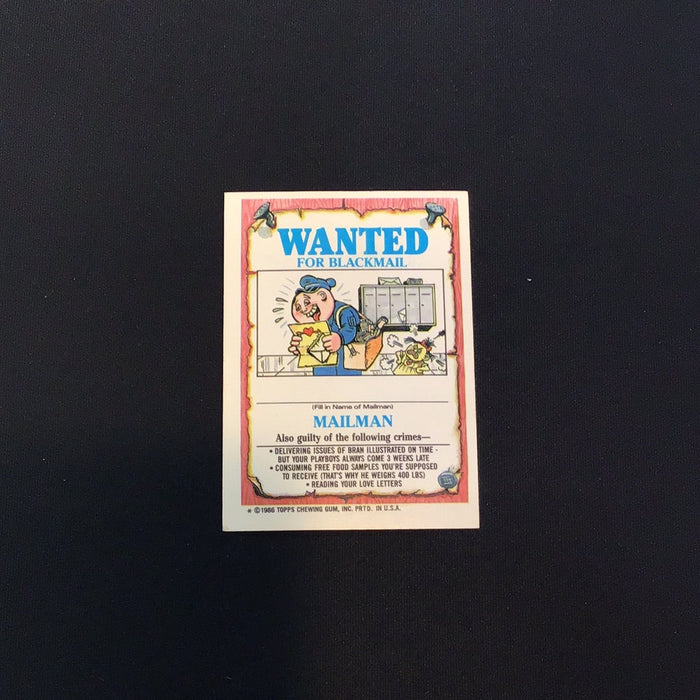 WANTED
FOR BLACKMAIL
(Fill in Name of Mailman)
MAILMAN
Also guilty of the following crimes—
• DELIVERING ISSUES OF BRAN ILLUSTRATED ON TIME -
BUT YOUR PLAYBOYS ALWAYS COME 3 WEEKS LATE
• CONSUMING FREE FOOD SAMPLES YOU'RE SUPPOSED
TO RECEIVE (THAT'S WHY HE WEIGHS 400 LBS)
• READING YOUR LOVE LETTERS
* ©1986 TOPPS CHEWING GUM, INC. PRTD. IN U.S.A.